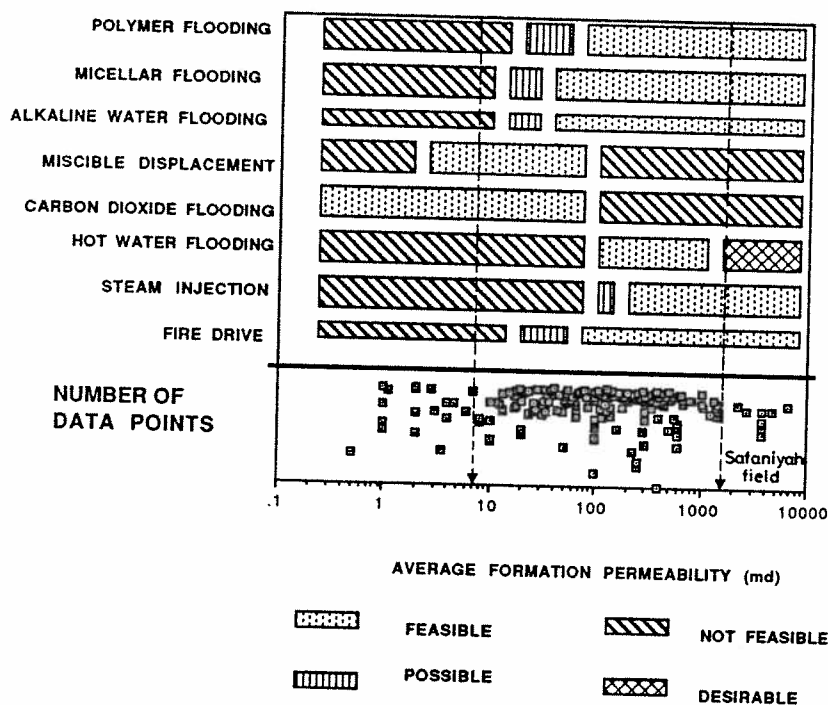 POLYMER FLOODING
MICELLAR FLOODING
ALKALINE WATER FLOODING
MISCIBLE DISPLACEMENT
CARBON DIOXIDE FLOODING
HOT WATER FLOODING
STEAM INJECTION
FIRE DRIVE
NUMBER OF
DATA POINTS
Safaniyah
field
.1 1 10 100 1000 10000
AVERAGE FORMATION PERMEABILITY (md)
FEASIBLE NOT FEASIBLE
POSSIBLE DESIRABLE